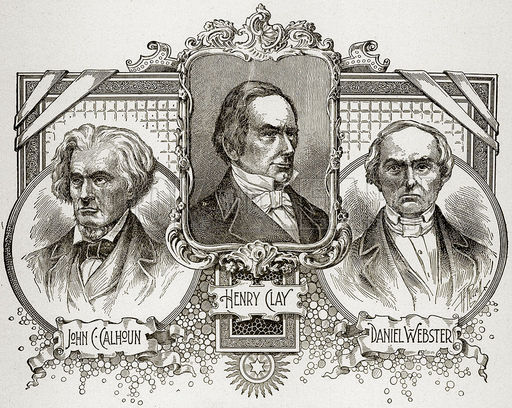 HENRY CLAY
JOHN C. CALHOUN
DANIEL WEBSTER